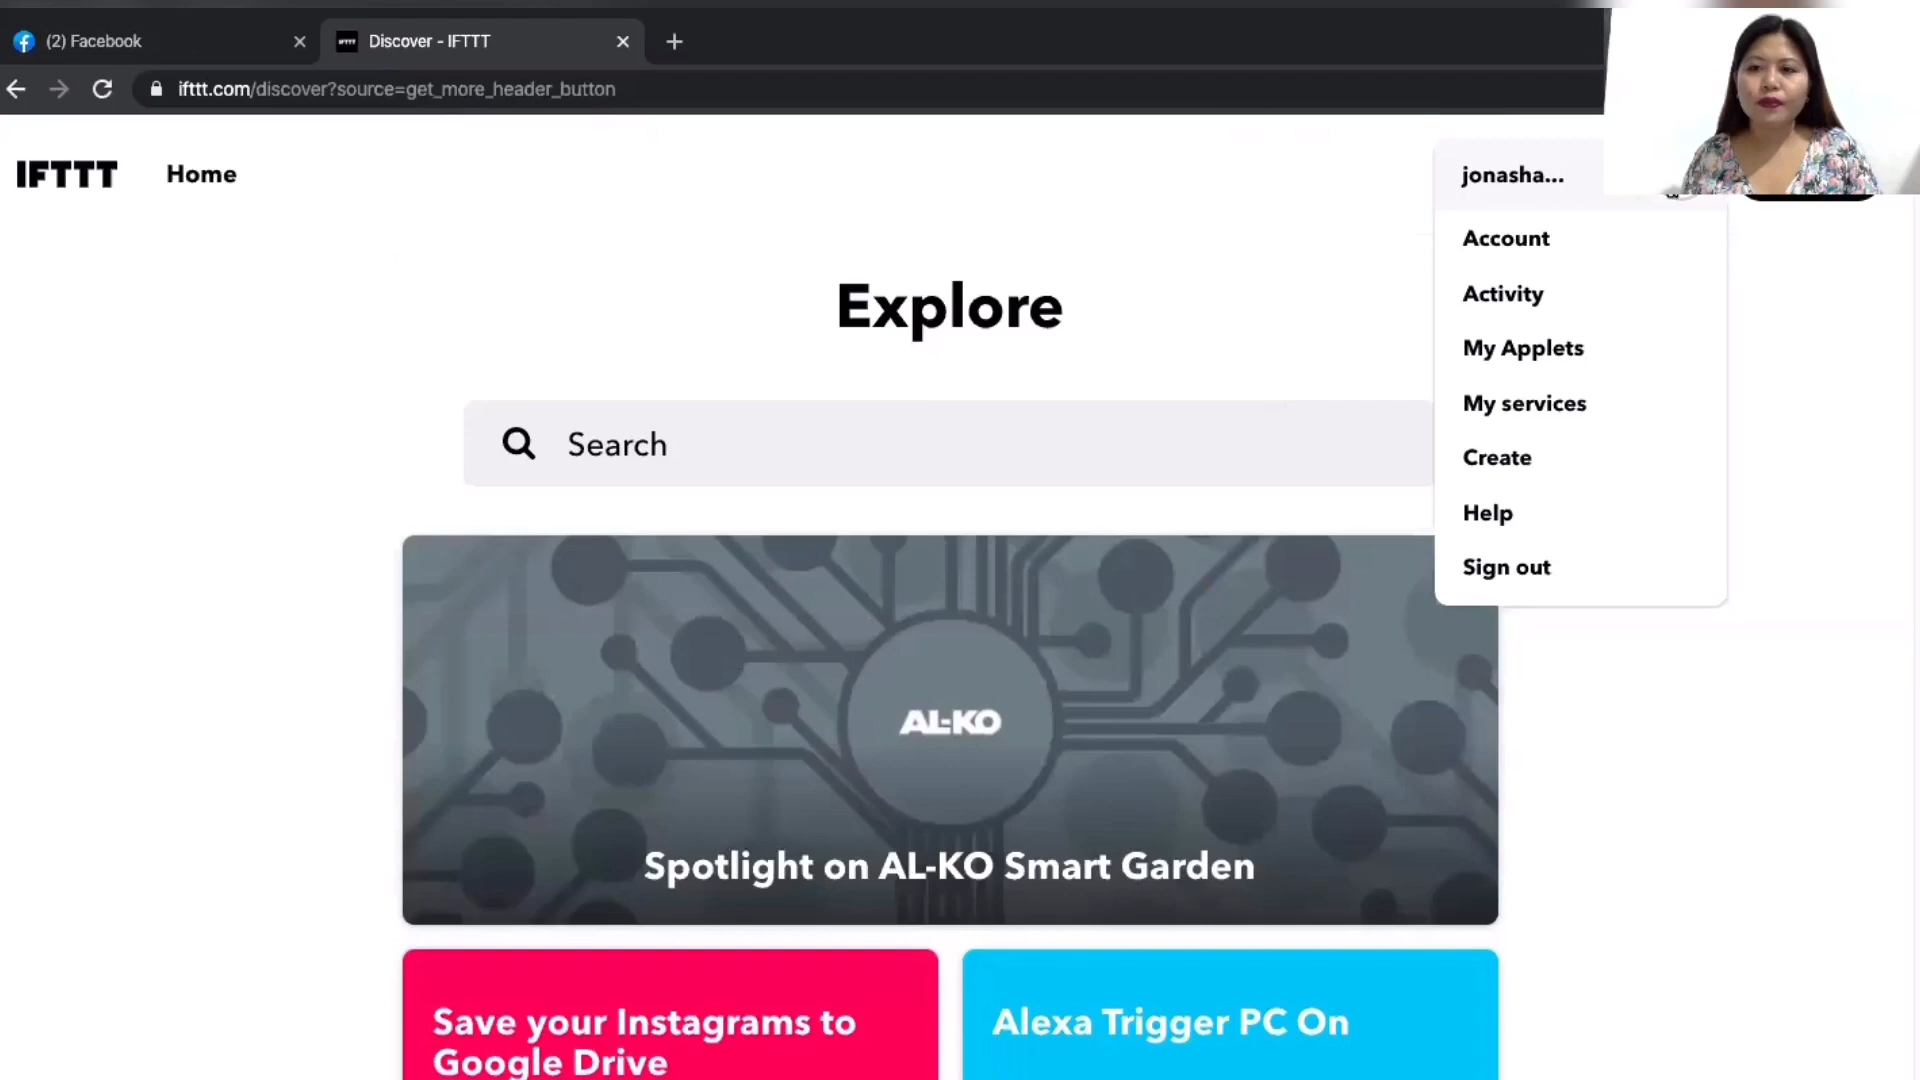 (2) Facebook
Discover - IFTTT
ifttt.com/discover?source=get_more_header_button
IFTTT
Home
jonasha...
Account
Activity
My Applets
My services
Create
Help
Sign out
Explore
Search
AL-KO
Spotlight on AL-KO Smart Garden
Save your Instagrams to
Google Drive
Alexa Trigger PC On